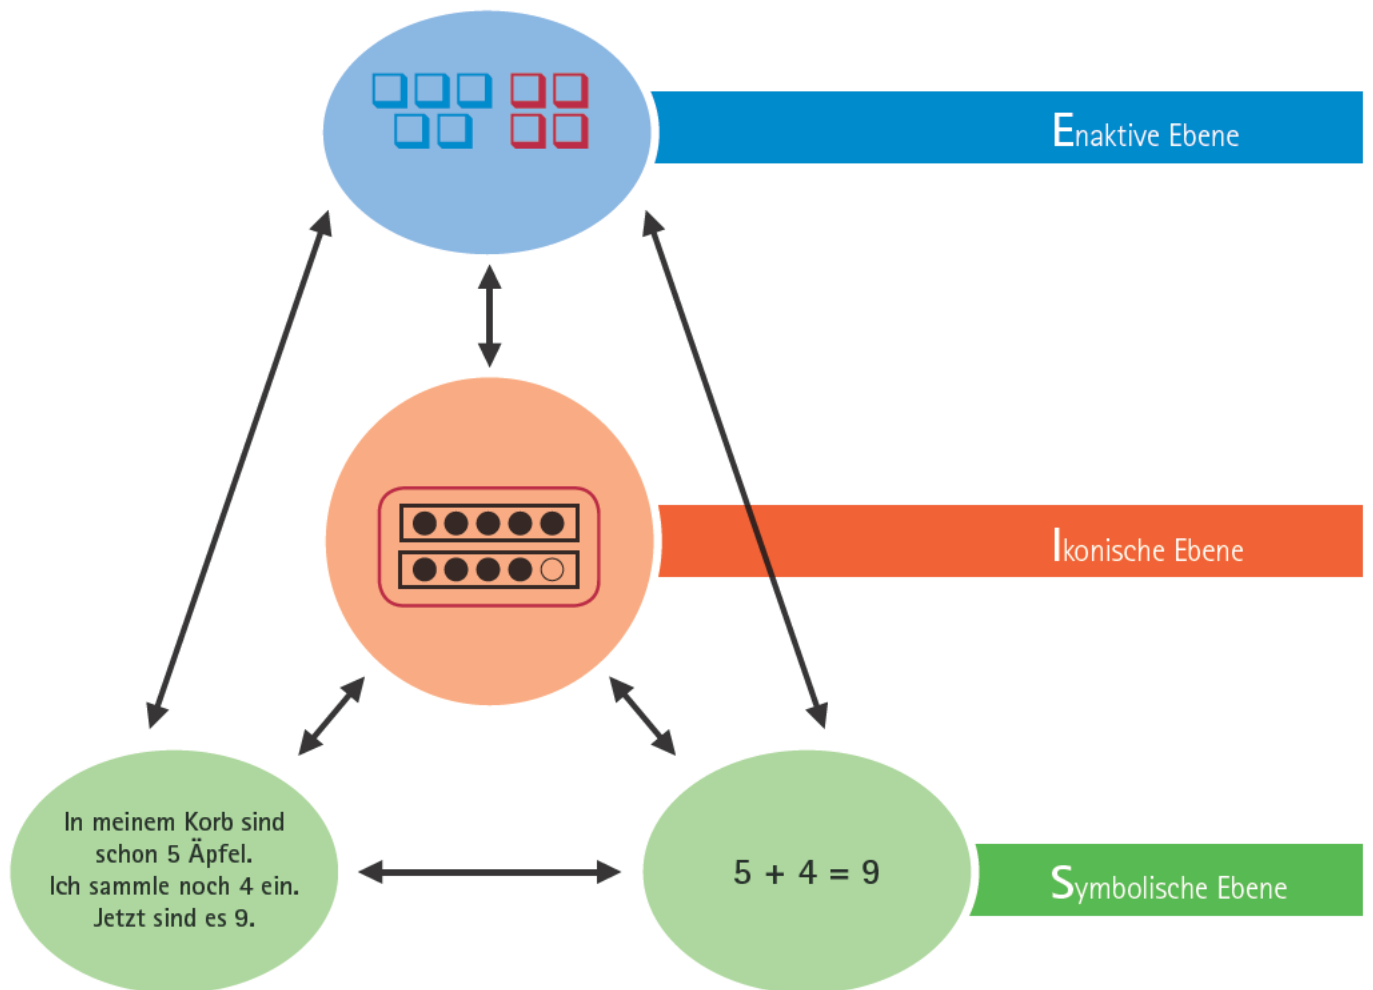 Enaktive Ebene
Ikonische Ebene
In meinem Korb sind
schon 5 Äpfel.
Ich sammle noch 4 ein.
Jetzt sind es 9.
5 + 4 = 9
Symbolische Ebene